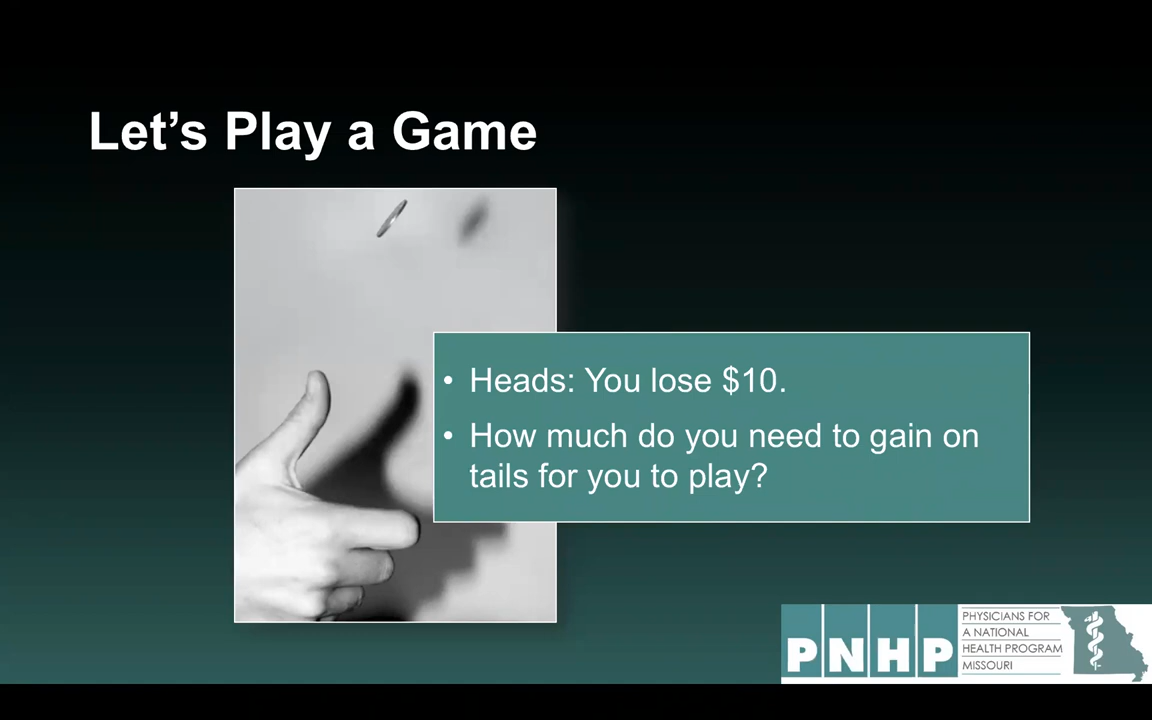 Let’s Play a Game
• Heads: You lose $10.
• How much do you need to gain on
tails for you to play?
PNHP
PHYSICIANS FOR
A NATIONAL
HEALTH PROGRAM
MISSOURI